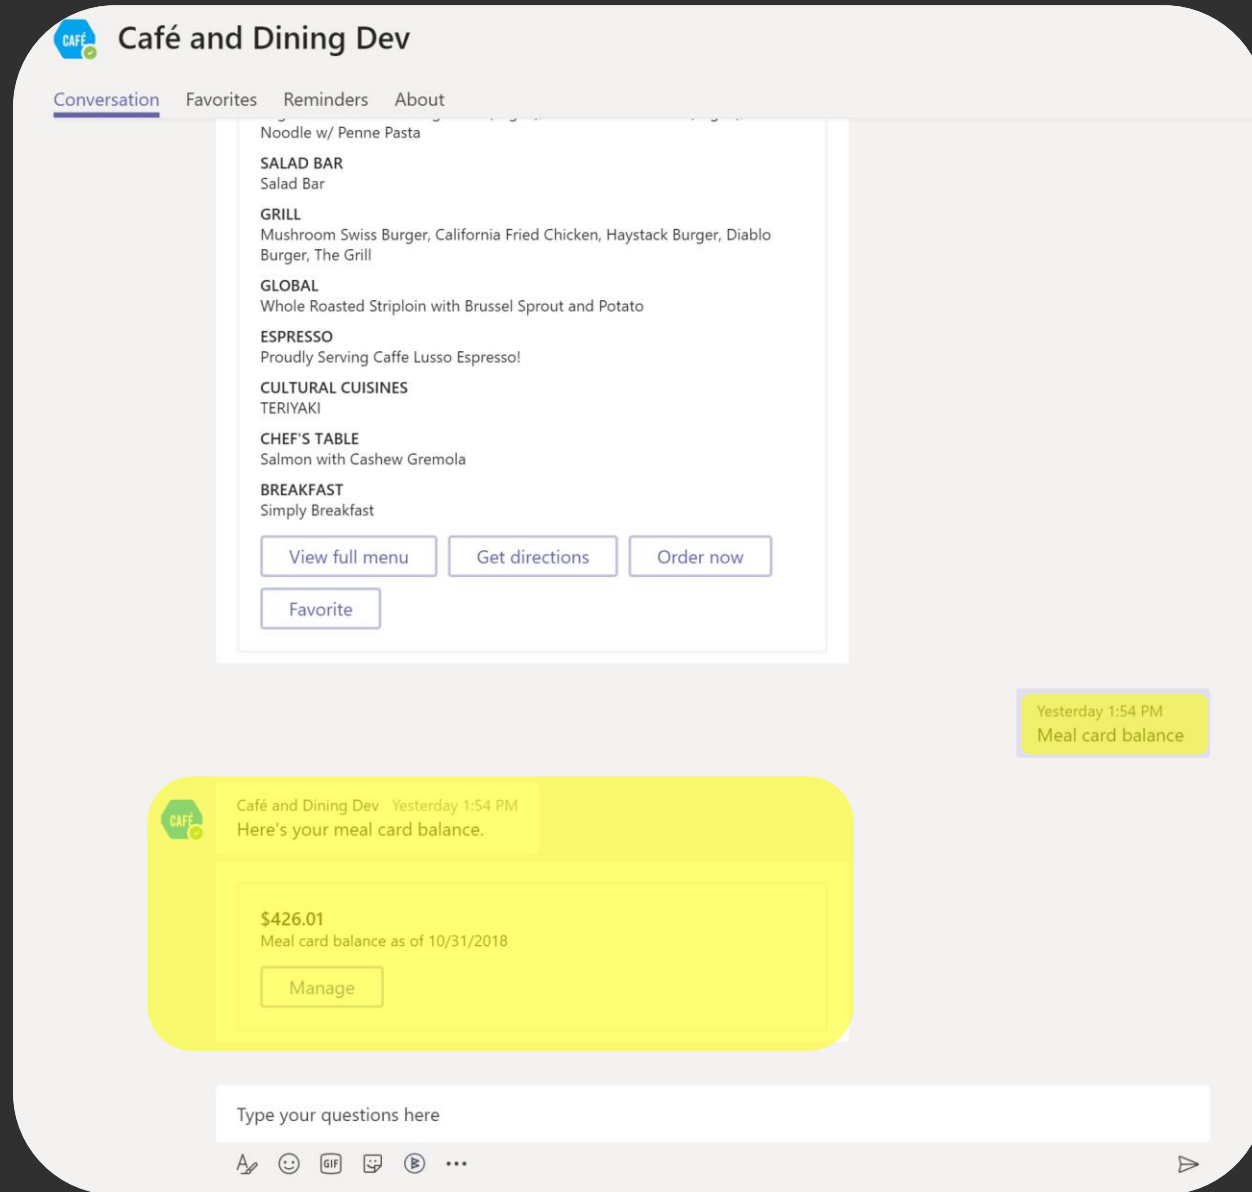 CAFÉ
Café and Dining Dev
Conversation Favorites Reminders About
Noodle w/ Penne Pasta
SALAD BAR
Salad Bar
GRILL
Mushroom Swiss Burger, California Fried Chicken, Haystack Burger, Diablo
Burger, The Grill
GLOBAL
Whole Roasted Striploin with Brussel Sprout and Potato
ESPRESSO
Proudly Serving Caffe Lusso Espresso!
CULTURAL CUISINES
TERIYAKI
CHEF'S TABLE
Salmon with Cashew Gremola
BREAKFAST
Simply Breakfast
View full menu Get directions Order now
Favorite
Yesterday 1:54 PM
Meal card balance
CAFÉ
Café and Dining Dev Yesterday 1:54 PM
Here's your meal card balance.
$426.01
Meal card balance as of 10/31/2018
Manage
Type your questions here
GIF